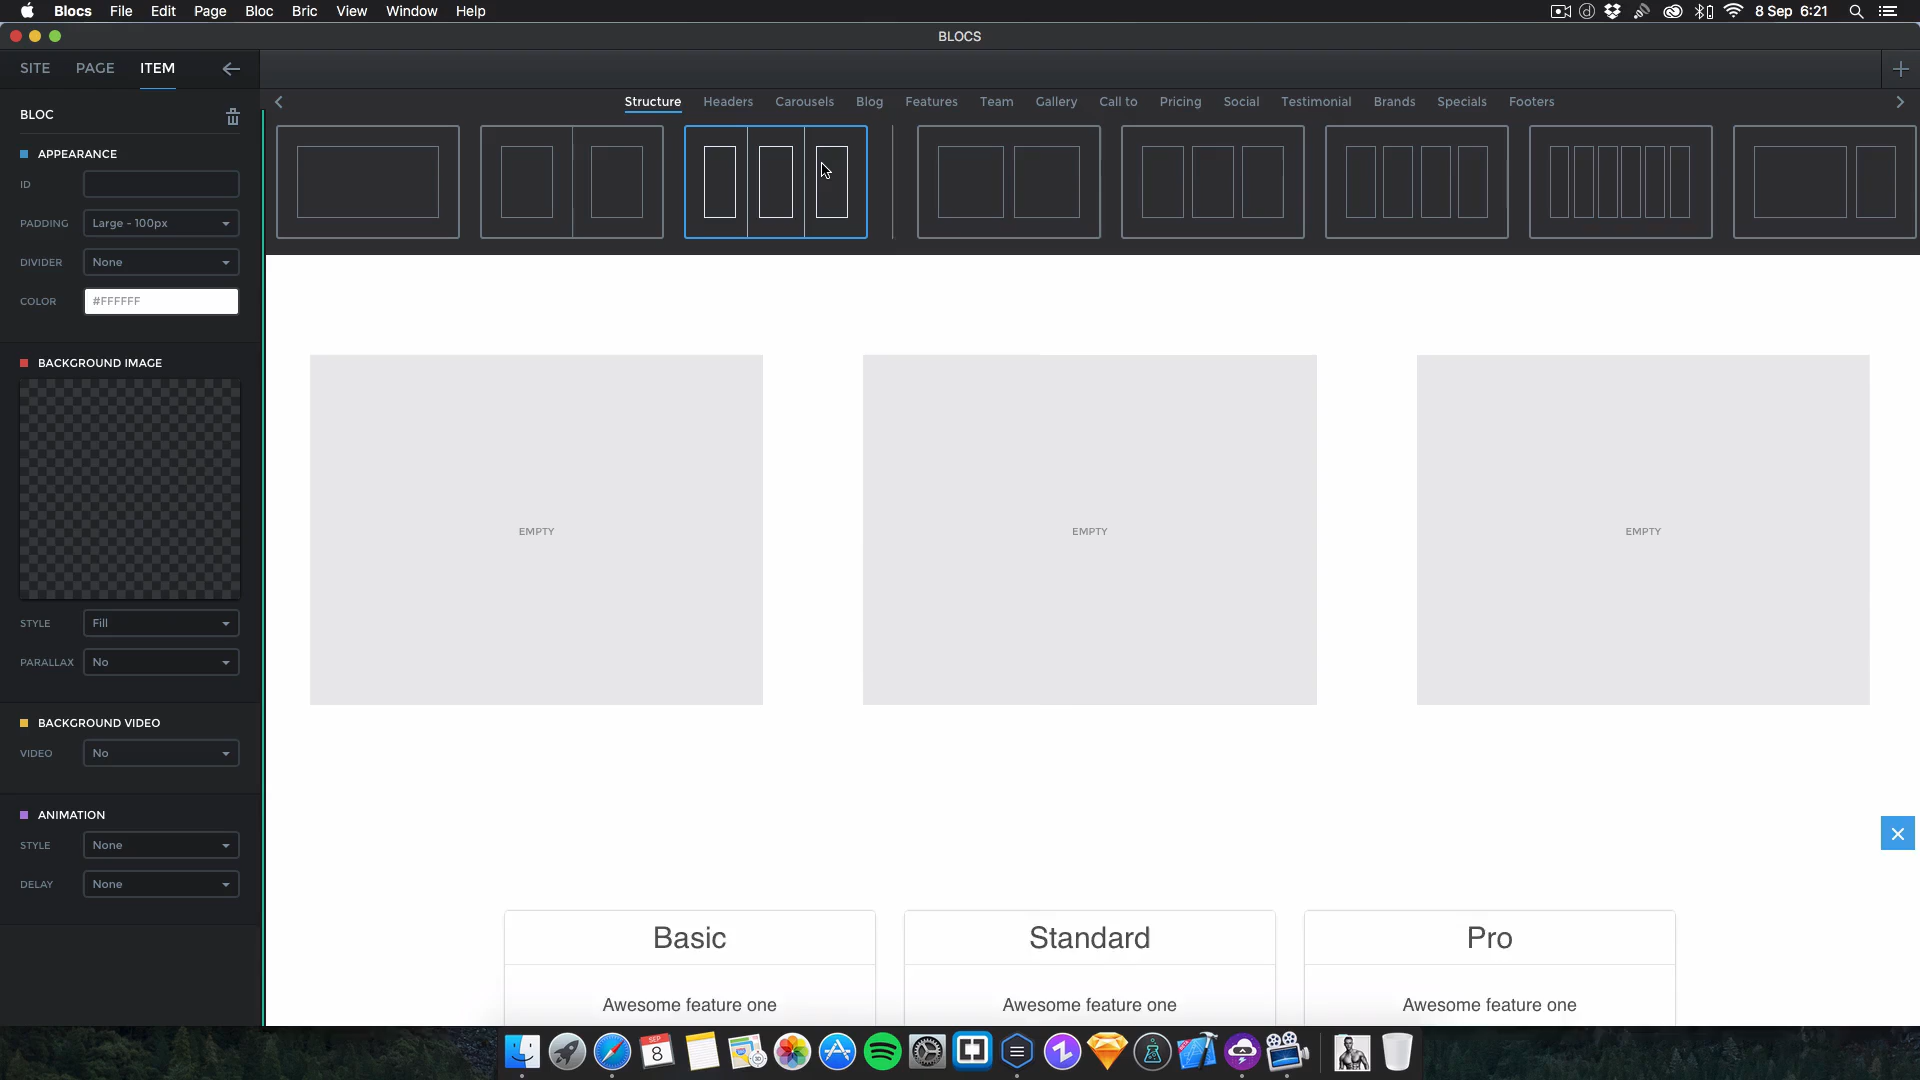 Blocs File Edit Page Bloc Bric View Window Help
8 Sep 6:21
BLOCS
SITE PAGE ITEM
Structure Headers Carousels Blog Features Team Gallery Call to Pricing Social Testimonial Brands Specials Footers
BLOC
APPEARANCE
ID
PADDING Large - 100px
DIVIDER None
COLOR #FFFFFF
BACKGROUND IMAGE
STYLE Fill
PARALLAX No
BACKGROUND VIDEO
VIDEO No
ANIMATION
STYLE None
DELAY None
EMPTY EMPTY EMPTY
Basic Standard Pro
Awesome feature one Awesome feature one Awesome feature one
SEP
8